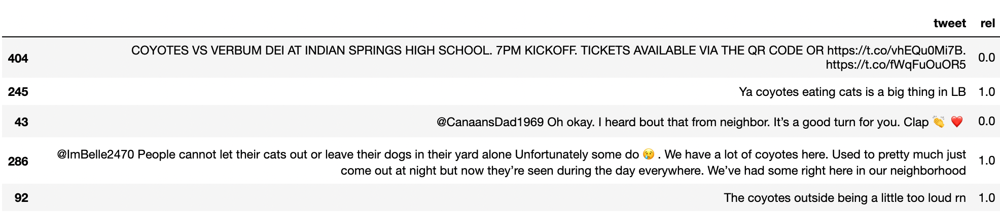 tweet rel
404 COYOTES VS VERBUM DEI AT INDIAN SPRINGS HIGH SCHOOL. 7PM KICKOFF. TICKETS AVAILABLE VIA THE QR CODE OR https://t.co/vhEQu0Mi7B. 0.0
https://t.co/fWqFuOuOR5
245 Ya coyotes eating cats is a big thing in LB 1.0
43 @CanaansDad1969 Oh okay. I heard bout that from neighbor. It’s a good turn for you. Clap 👏 ❤️ 0.0
286 @ImBelle2470 People cannot let their cats out or leave their dogs in their yard alone Unfortunately some do 😢 . We have a lot of coyotes here. Used to pretty much just 1.0
come out at night but now they’re seen during the day everywhere. We’ve had some right here in our neighborhood
92 The coyotes outside being a little too loud rn 1.0